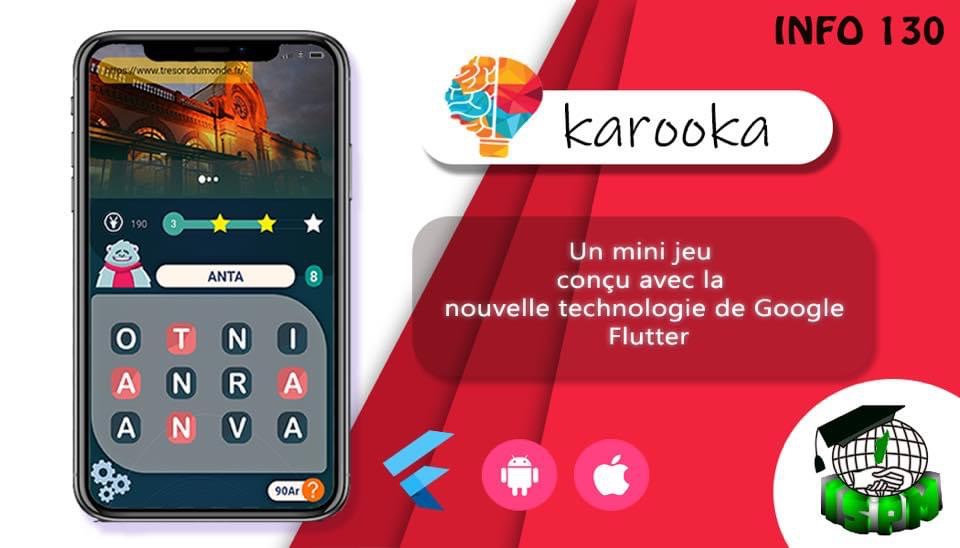 INFO 130
https://www.tresorsdumonde.fr/
karooka
190
3
ANTA
8
O T N I
A N R A
A N V A
90Ar ?
Un mini jeu
conçu avec la
nouvelle technologie de Google
Flutter
ISPM